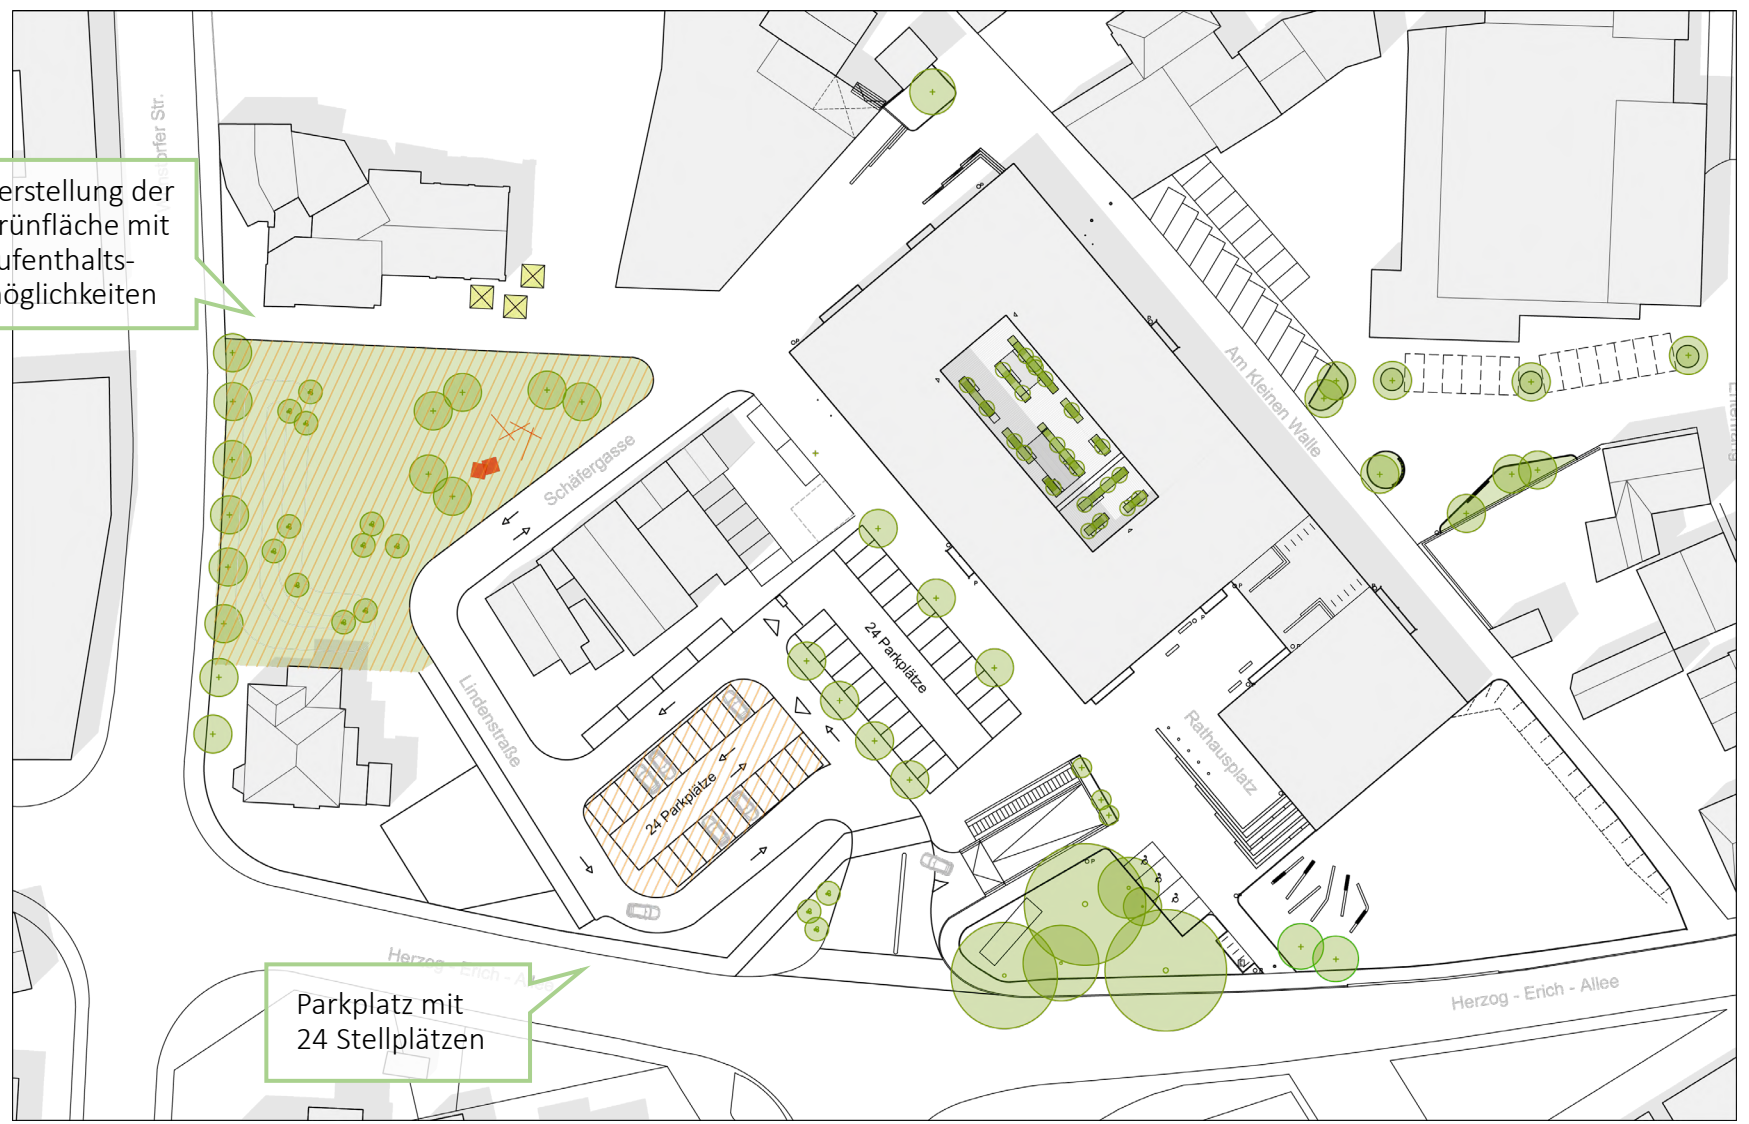 erstellung der
rünfläche mit
ufenthalts-
öglichkeiten
Schäfergasse
Am Kleinen Walle
24 Parkplätze
Lindenstraße
24 Parkplätze
Rathausplatz
Herzog - Erich - Allee
Parkplatz mit
24 Stellplätzen
Herzog - Erich - Allee